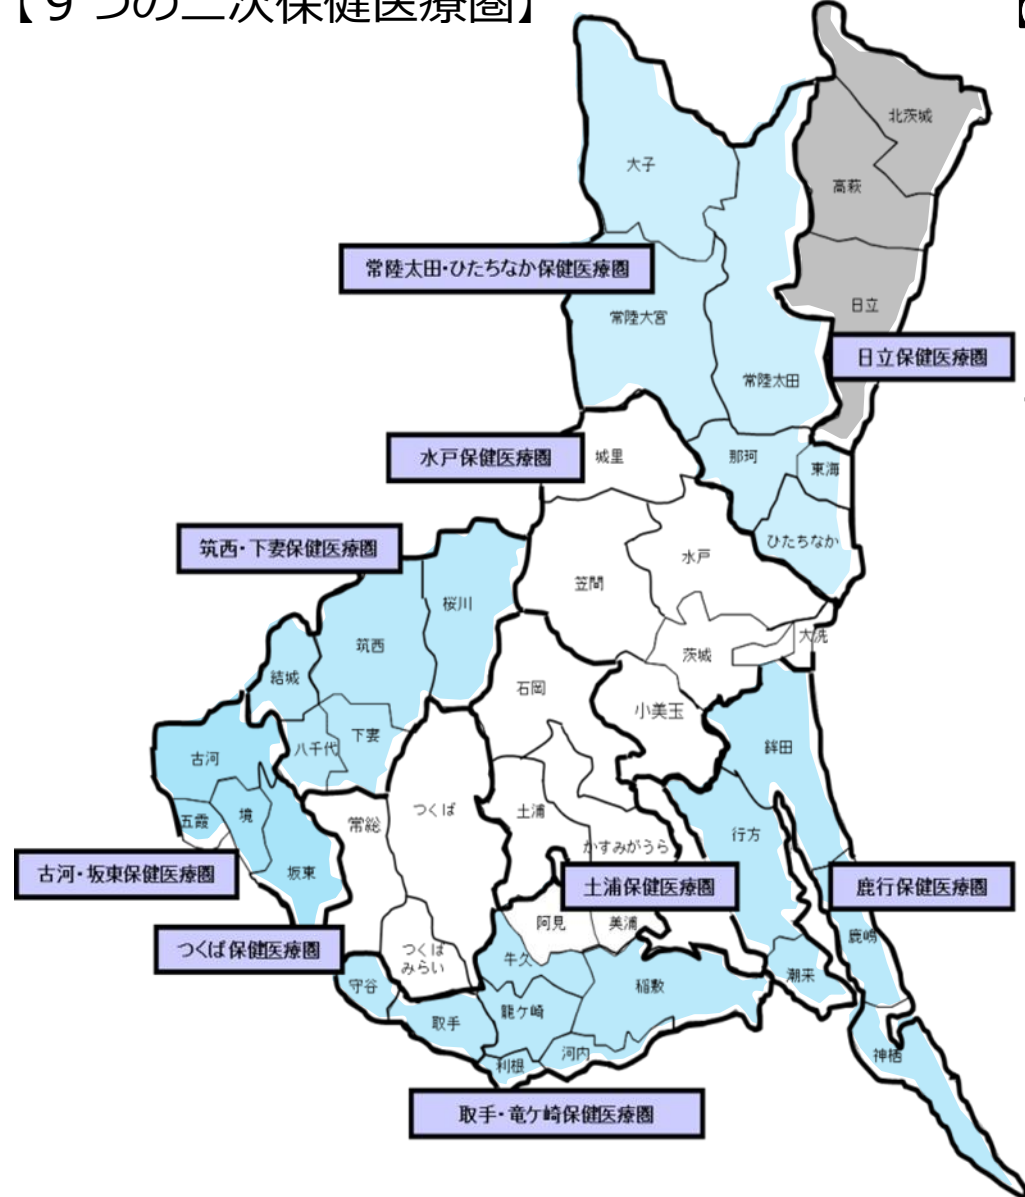 【９つの二次保健医療圏】
北茨城
大子
高萩
常陸太田・ひたちなか保健医療圏
日立
常陸大宮
日立保健医療圏
常陸太田
水戸保健医療圏
城里
那珂
東海
筑西・下妻保健医療圏
ひたちなか
水戸
笠間
桜川
筑西
大洗
茨城
結城
石岡
小美玉
下妻
八千代
鉾田
古河
つくば
土浦
境
五霞
常総
行方
かすみがうら
坂東
古河・坂東保健医療圏
土浦保健医療圏
鹿行保健医療圏
阿見
美浦
鹿嶋
つくば保健医療圏
つくば
みらい
牛久
潮来
守谷
稲敷
龍ケ崎
取手
河内
神栖
利根
取手・竜ケ崎保健医療圏